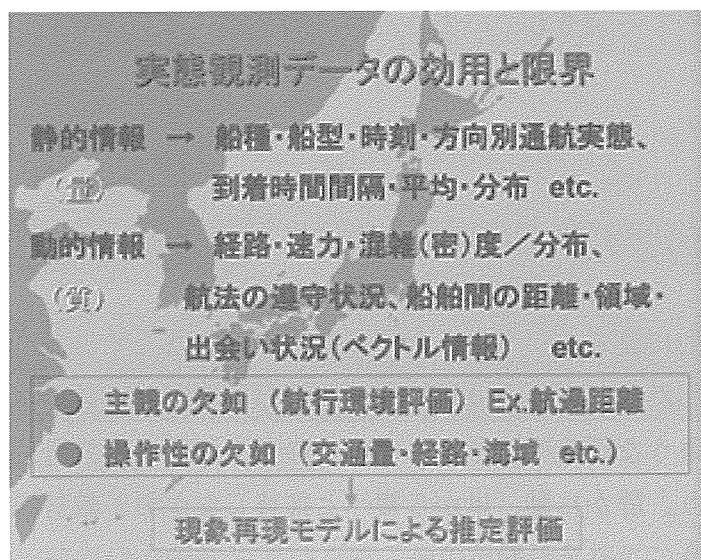 実態観測データの効用と限界
静的情報 → 船種・船型・時刻・方向別通航実態、
(量) 到着時間間隔・平均・分布 etc.
動的情報 → 経路・速力・混雑(密)度/分布、
(質) 航法の遵守状況、船舶間の距離・領域・
出会い状況(ベクトル情報) etc.
● 主観の欠如 (航行環境評価) Ex.航過距離
● 操作性の欠如 (交通量・経路・海域 etc.)
現象再現モデルによる推定評価